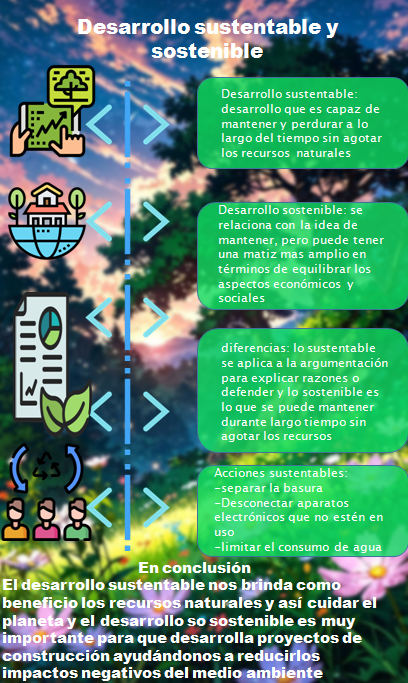 Desarrollo sustentable y
sostenible
Desarrollo sustentable:
desarrollo que es capaz de
mantener y perdurar a lo
largo del tiempo sin agotar
los recursos naturales
Desarrollo sostenible: se
relaciona con la idea de
mantener, pero puede tener
una matiz mas amplio en
términos de equilibrar los
aspectos económicos y
sociales
diferencias: lo sustentable
se aplica a la argumentación
para explicar razones o
defender y lo sostenible es
lo que se puede mantener
durante largo tiempo sin
agotar los recursos
Acciones sustentables:
-separar la basura
-Desconectar aparatos
electrónicos que no estén en
uso
-limitar el consumo de agua
En conclusión
El desarrollo sustentable nos brinda como
beneficio los recursos naturales y así cuidar el
planeta y el desarrollo so sostenible es muy
importante para que desarrolla proyectos de
construcción ayudándonos a reducirlos
impactos negativos del medio ambiente